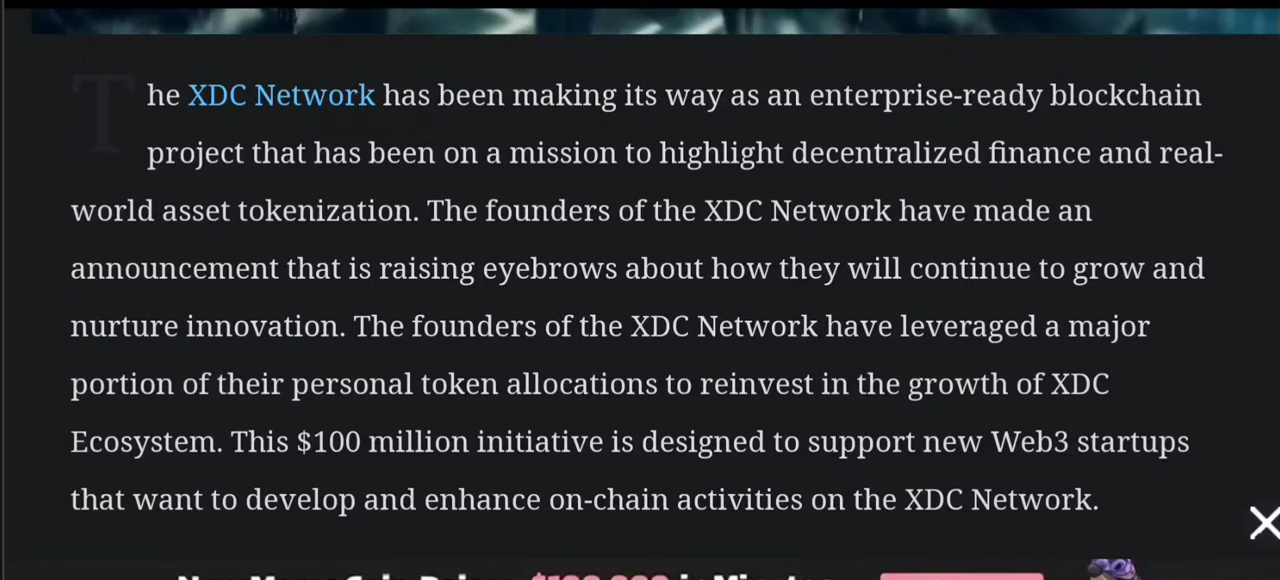 The XDC Network has been making its way as an enterprise-ready blockchain
project that has been on a mission to highlight decentralized finance and real-
world asset tokenization. The founders of the XDC Network have made an
announcement that is raising eyebrows about how they will continue to grow and
nurture innovation. The founders of the XDC Network have leveraged a major
portion of their personal token allocations to reinvest in the growth of XDC
Ecosystem. This $100 million initiative is designed to support new Web3 startups
that want to develop and enhance on-chain activities on the XDC Network.